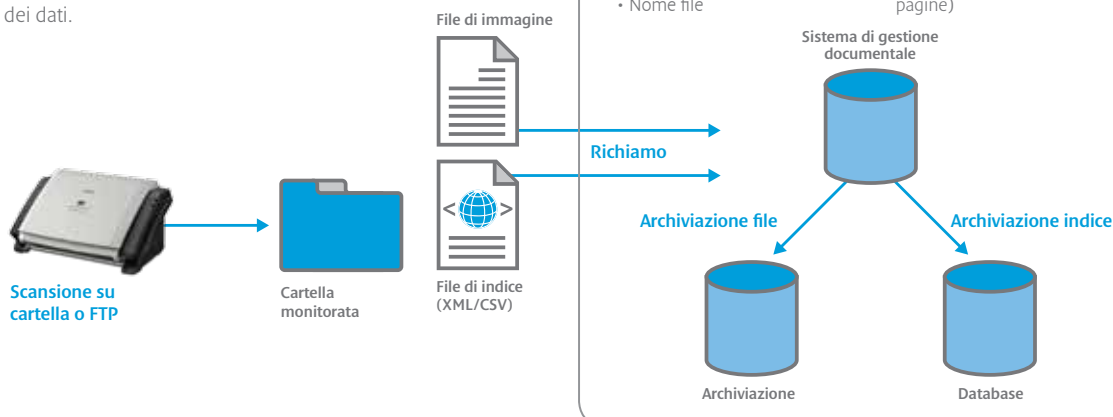 dei dati.
• Nome file
pagine)
File di immagine
Sistema di gestione
documentale
Richiamo
Archiviazione file
Archiviazione indice
Scansione su
cartella o FTP
Cartella
monitorata
< >
File di indice
(XML/CSV)
Archiviazione
Database